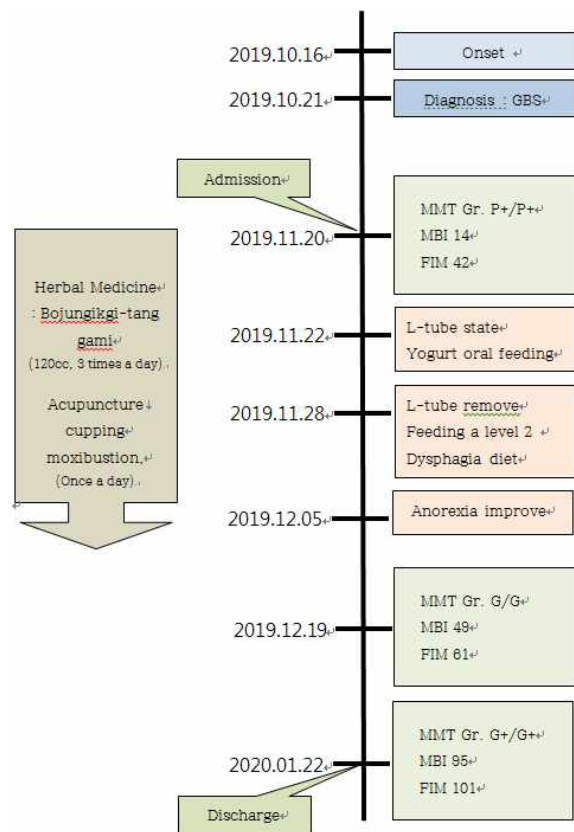 2019.10.16
Onset
2019.10.21
Diagnosis : GBS
Admission
2019.11.20
MMT Gr. P+/P+
MBI 14
FIM 42
Herbal Medicine
: Bojungikgi-tang
gami
(120cc, 3 times a day).
Acupuncture
cupping
moxibustion,
(Once a day).
2019.11.22
L-tube state
Yogurt oral feeding
2019.11.28
L-tube remove
Feeding a level 2
Dysphagia diet
2019.12.05
Anorexia improve
2019.12.19
MMT Gr. G/G
MBI 49
FIM 61
2020.01.22
MMT Gr. G+/G+
MBI 95
FIM 101
Discharge